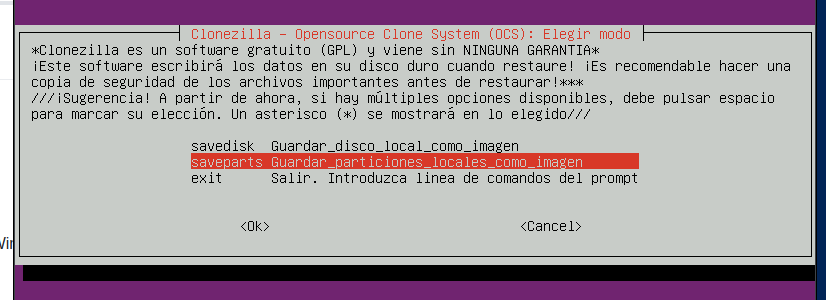 Clonezilla - Opensource Clone System (OCS): Elegir modo
*Clonezilla es un software gratuito (GPL) y viene sin NINGUNA GARANTIA*
¡Este software escribirá los datos en su disco duro cuando restaure! ¡Es recomendable hacer una
copia de seguridad de los archivos importantes antes de restaurar!***
///¡Sugerencia! A partir de ahora, si hay múltiples opciones disponibles, debe pulsar espacio
para marcar su elección. Un asterisco (*) se mostrará en lo elegido///
savedisk Guardar_disco_local_como_imagen
saveparts Guardar_particiones_locales_como_imagen
exit Salir. Introduzca linea de comandos del prompt
<Ok> <Cancel>